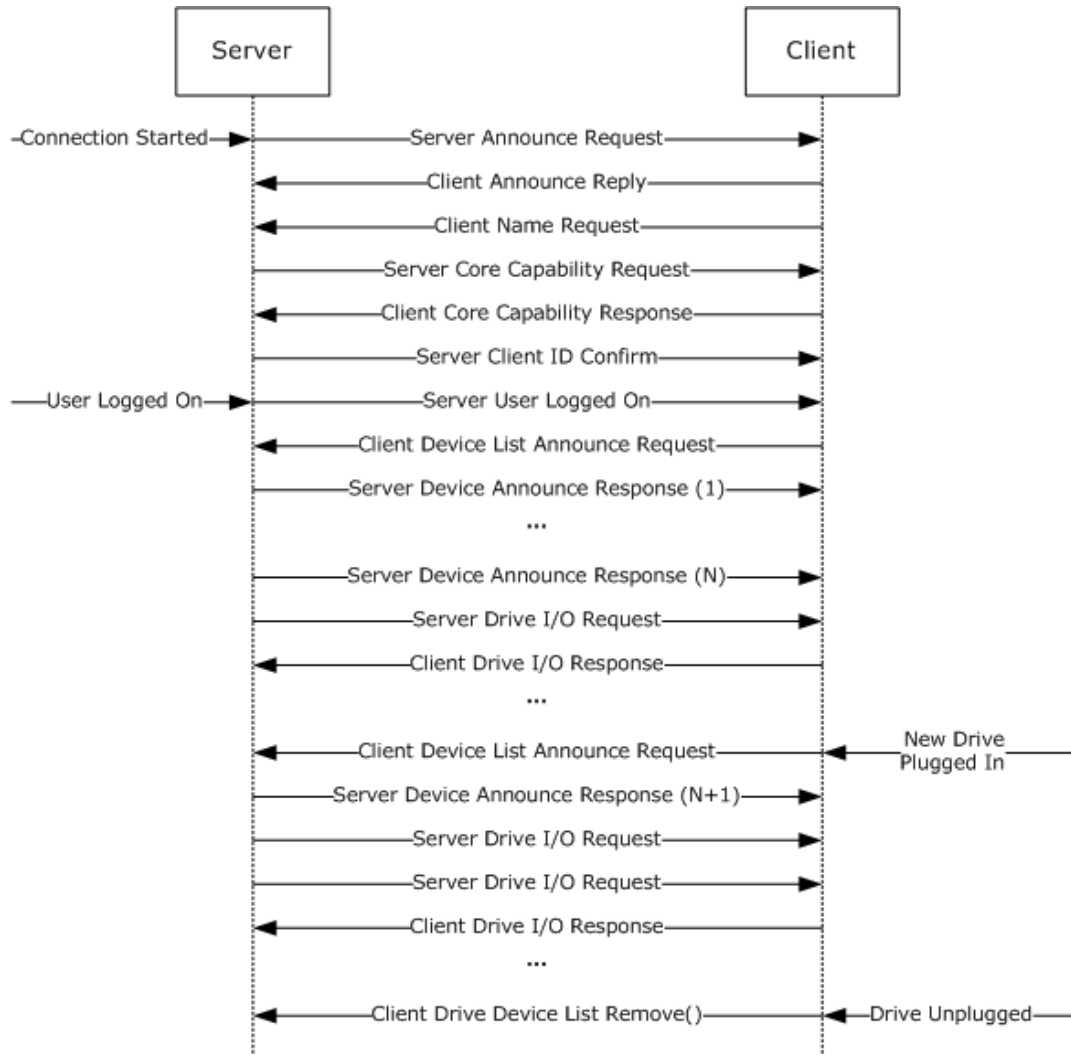 Server
Client
Connection Started
Server Announce Request
Client Announce Reply
Client Name Request
Server Core Capability Request
Client Core Capability Response
Server Client ID Confirm
User Logged On
Server User Logged On
Client Device List Announce Request
Server Device Announce Response (1)
...
Server Device Announce Response (N)
Server Drive I/O Request
Client Drive I/O Response
...
Client Device List Announce Request
New Drive
Plugged In
Server Device Announce Response (N+1)
Server Drive I/O Request
Server Drive I/O Request
Client Drive I/O Response
...
Client Drive Device List Remove()
Drive Unplugged